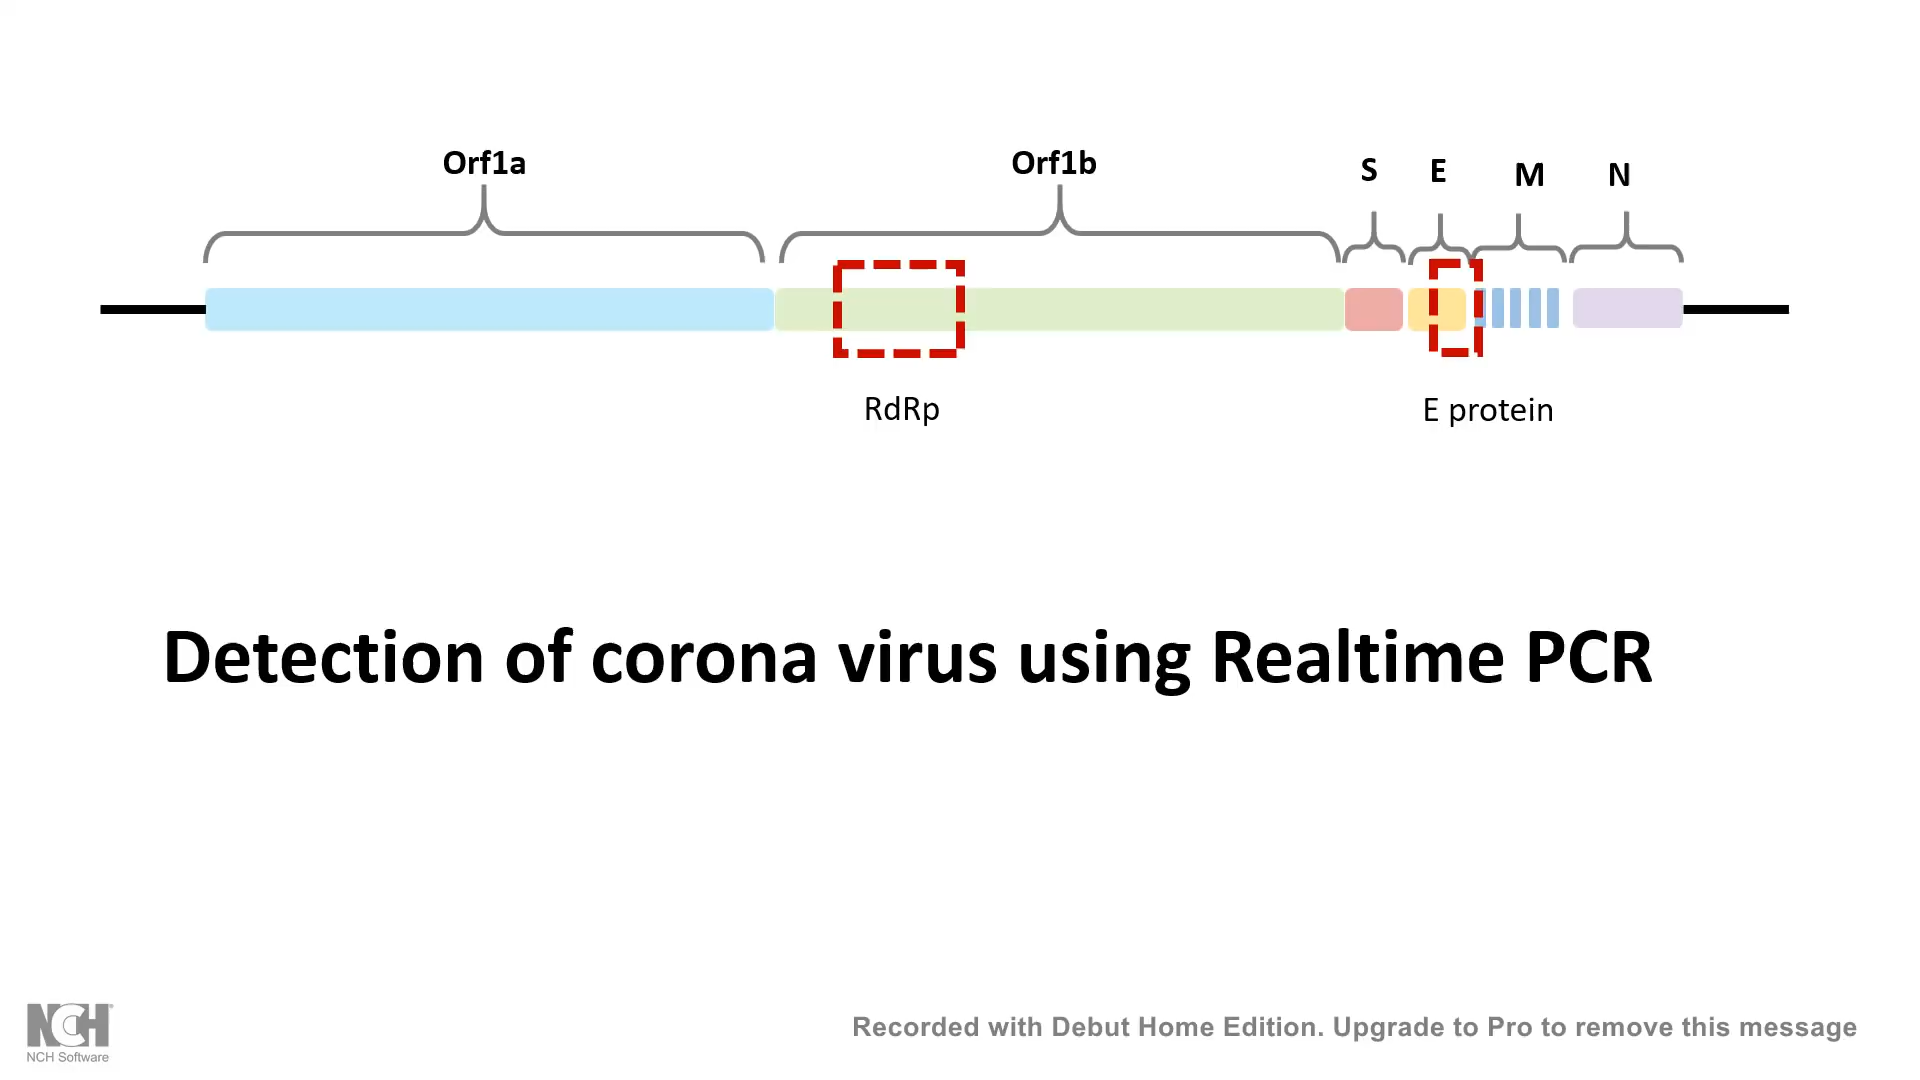 Orf1a Orf1b S E M N
RdRp E protein
Detection of corona virus using Realtime PCR
NCH
NCH Software
Recorded with Debut Home Edition. Upgrade to Pro to remove this message